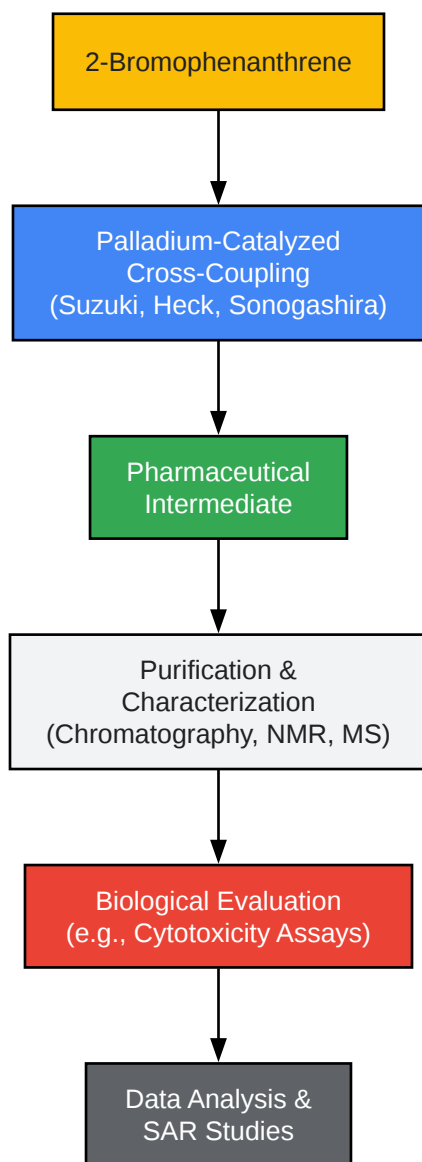 2-Bromophenanthrene
Palladium-Catalyzed
Cross-Coupling
(Suzuki, Heck, Sonogashira)
Pharmaceutical
Intermediate
Purification &
Characterization
(Chromatography, NMR, MS)
Biological Evaluation
(e.g., Cytotoxicity Assays)
Data Analysis &
SAR Studies